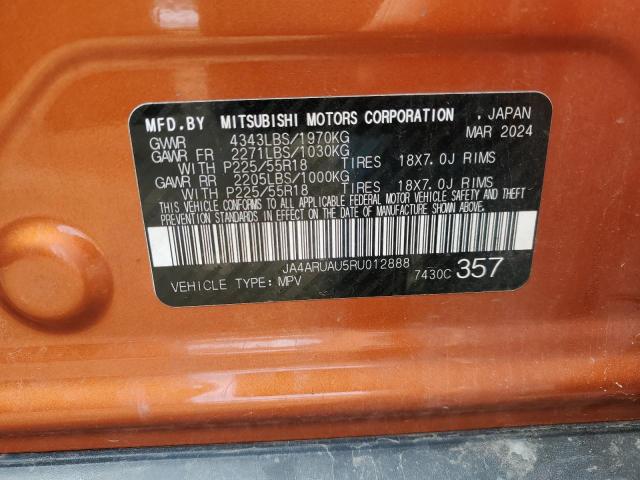 MFD.BY MITSUBISHI MOTORS CORPORATION , JAPAN
GVWR 4343LBS/1970KG MAR 2024
GAWR FR 2271LBS/1030KG
WITH P225/55R18 TIRES 18X7.0J RIMS
GAWR RR 2205LBS/1000KG
WITH P225/55R18 TIRES 18X7.0J RIMS
THIS VEHICLE CONFORMS TO ALL APPLICABLE FEDERAL MOTOR VEHICLE SAFETY AND THEFT
PREVENTION STANDARDS IN EFFECT ON THE DATE OF MANUFACTURE SHOWN ABOVE.
JA4ARUAU5RU012888
VEHICLE TYPE: MPV 7430C 357